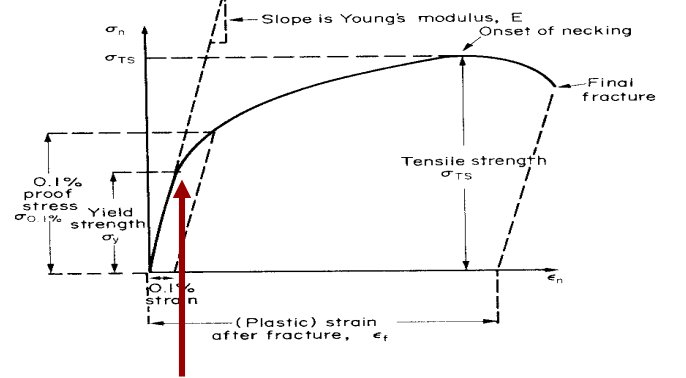 Slope is Young's modulus, E
σn
Onset of necking
σTS
Final
fracture
Tensile strength
σTS
0.1%
proof
stress
σ0.1%
Yield
strength
σy
εn
0.1%
strain
(Plastic) strain
after fracture, εf